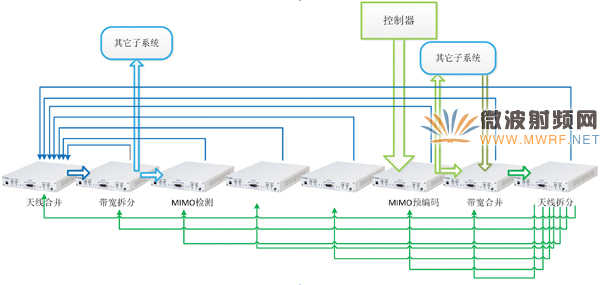 控制器
其它子系统
其它子系统
微波射频网
WWW.MWRF.NET
天线合并
带宽拆分
MIMO检测
MIMO预编码
带宽合并
天线拆分